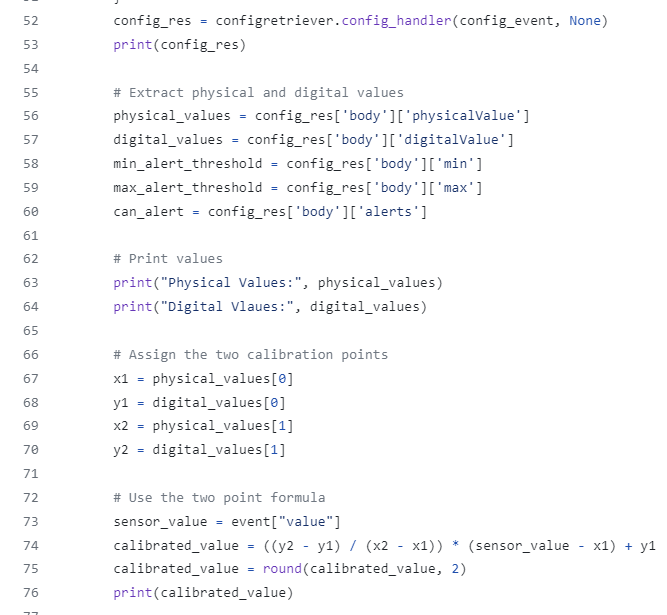 52 config_res = configretriever.config_handler(config_event, None)
53 print(config_res)
54
55 # Extract physical and digital values
56 physical_values = config_res['body']['physicalValue']
57 digital_values = config_res['body']['digitalValue']
58 min_alert_threshold = config_res['body']['min']
59 max_alert_threshold = config_res['body']['max']
60 can_alert = config_res['body']['alerts']
61
62 # Print values
63 print("Physical Values:", physical_values)
64 print("Digital Vlaues:", digital_values)
65
66 # Assign the two calibration points
67 x1 = physical_values[0]
68 y1 = digital_values[0]
69 x2 = physical_values[1]
70 y2 = digital_values[1]
71
72 # Use the two point formula
73 sensor_value = event["value"]
74 calibrated_value = ((y2 - y1) / (x2 - x1)) * (sensor_value - x1) + y1
75 calibrated_value = round(calibrated_value, 2)
76 print(calibrated_value)